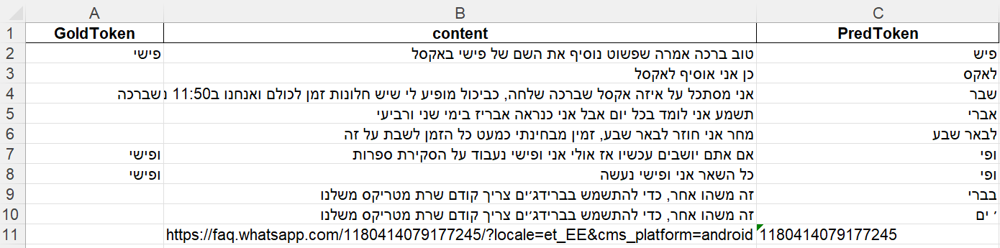 A B C
1 GoldToken content PredToken
2 פישי טוב ברכה אמרה שפשוט נוסיף את השם של פישי באקסל פיש
3 כן אני אוסיף לאקסל לאקס
4 שברכה אני מסתכל על איזה אקסל שברכה שלחה, כביכול מופיע לי שיש חלונות זמן לכולם ואנחנו ב11:50 שבר
5 תשמע אני לומד בכל יום אבל אני כנראה אבריז בימי שני ורביעי אברי
6 מחר אני חוזר לבאר שבע, זמין מבחינתי כמעט כל הזמן לשבת על זה לבאר שבע
7 ופישי אם אתם יושבים עכשיו אז אולי אני ופישי נעבוד על הסקירת ספרות ופי
8 ופישי כל השאר אני ופישי נעשה ופי
9 זה משהו אחר, כדי להתשמש בברידג׳ים צריך קודם שרת מטריקס משלנו בברי
10 זה משהו אחר, כדי להתשמש בברידג׳ים צריך קודם שרת מטריקס משלנו ׳ ים
11 https://faq.whatsapp.com/1180414079177245/?locale=et_EE&cms_platform=android 1180414079177245